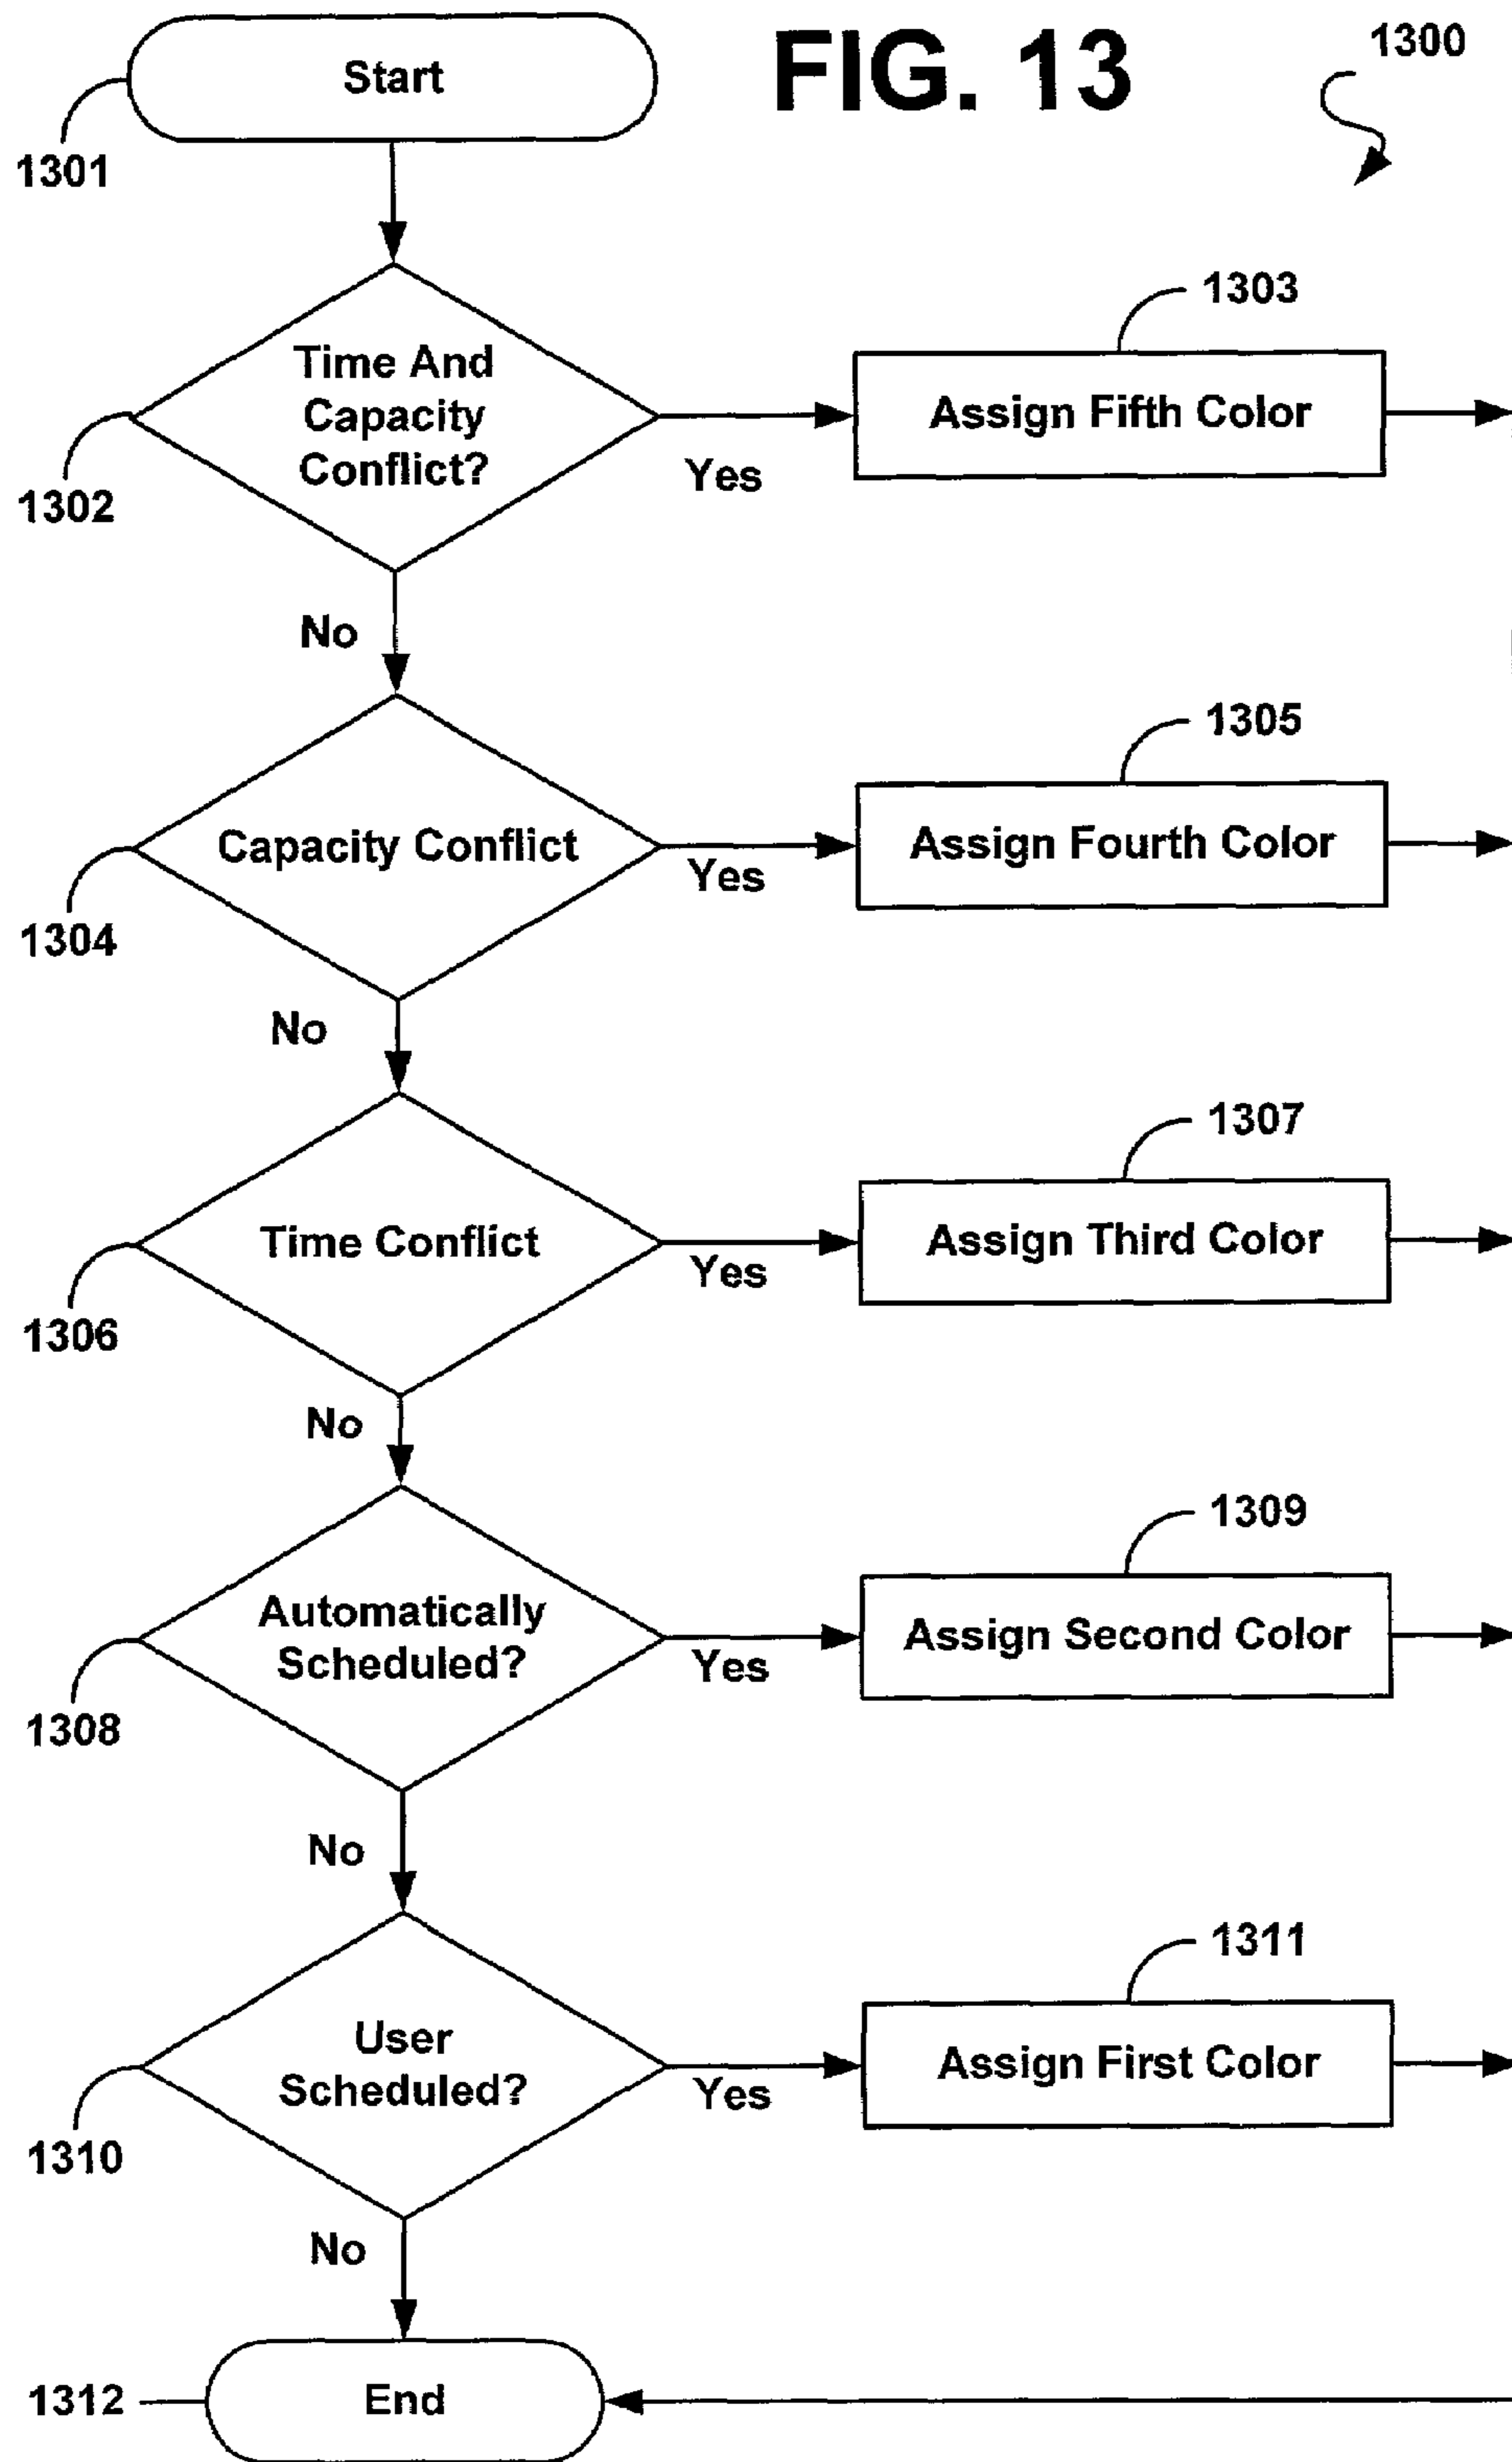 FIG. 13
1300
Start
1301
Time And
Capacity
Conflict?
1302
Yes
1303
Assign Fifth Color
No
Capacity Conflict
1304
Yes
1305
Assign Fourth Color
No
Time Conflict
1306
Yes
1307
Assign Third Color
No
Automatically
Scheduled?
1308
Yes
1309
Assign Second Color
No
User
Scheduled?
1310
Yes
1311
Assign First Color
No
1312
End